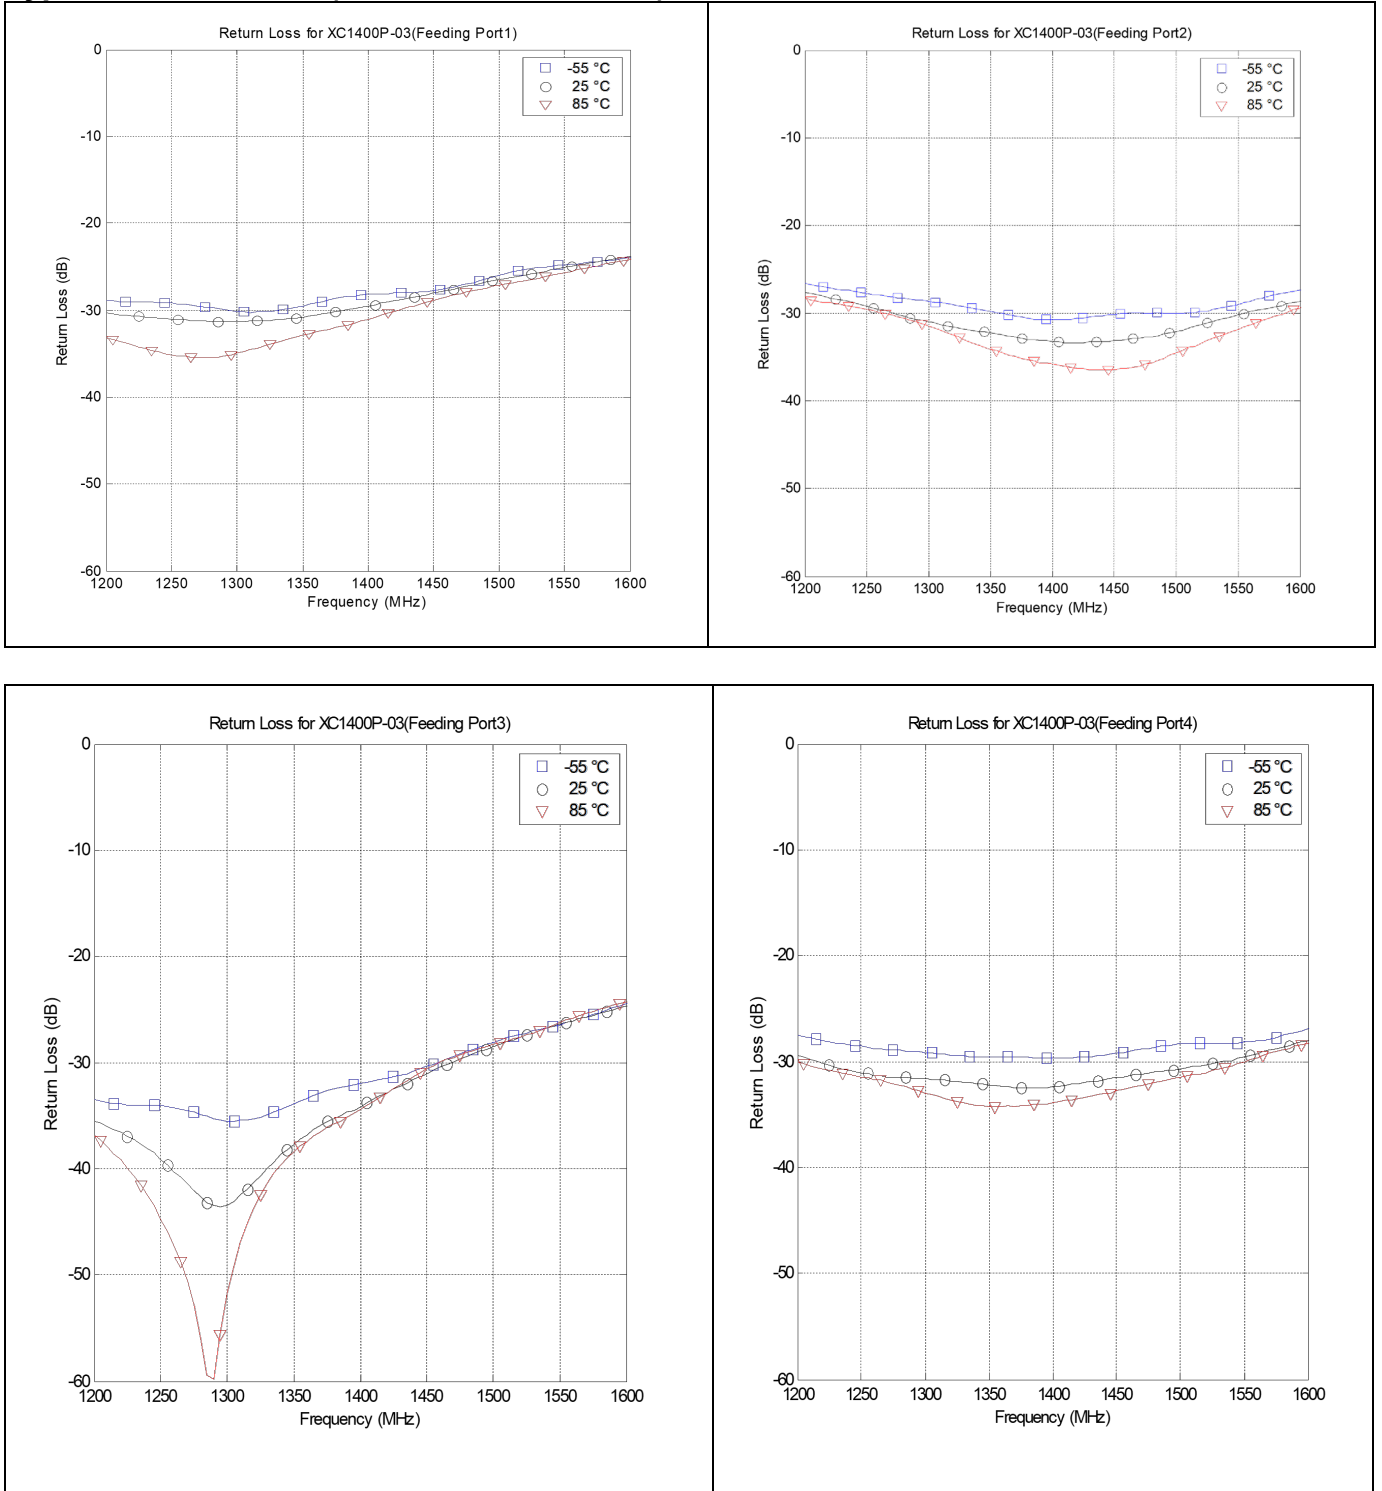 Return Loss for XC1400P-03(Feeding Port1)
0
-10
-20
-30
-40
-50
-60
Return Loss (dB)
-55 °C
25 °C
85 °C
1200 1250 1300 1350 1400 1450 1500 1550 1600
Frequency (MHz)
Return Loss for XC1400P-03(Feeding Port2)
0
-10
-20
-30
-40
-50
-60
Return Loss (dB)
-55 °C
25 °C
85 °C
1200 1250 1300 1350 1400 1450 1500 1550 1600
Frequency (MHz)
Return Loss for XC1400P-03(Feeding Port3)
0
-10
-20
-30
-40
-50
-60
Return Loss (dB)
-55 °C
25 °C
85 °C
1200 1250 1300 1350 1400 1450 1500 1550 1600
Frequency (MHz)
Return Loss for XC1400P-03(Feeding Port4)
0
-10
-20
-30
-40
-50
-60
Return Loss (dB)
-55 °C
25 °C
85 °C
1200 1250 1300 1350 1400 1450 1500 1550 1600
Frequency (MHz)